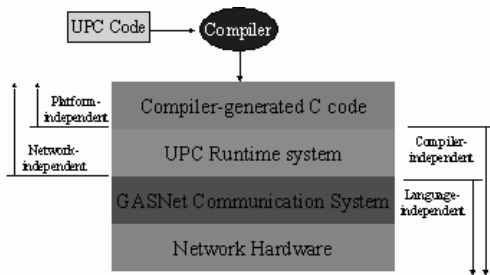 UPC Code
Compiler
Platform-
independent
Compiler-generated C code
Network-
independent
UPC Runtime system
Compiler-
independent
GASNet Communication System
Language-
independent
Network Hardware